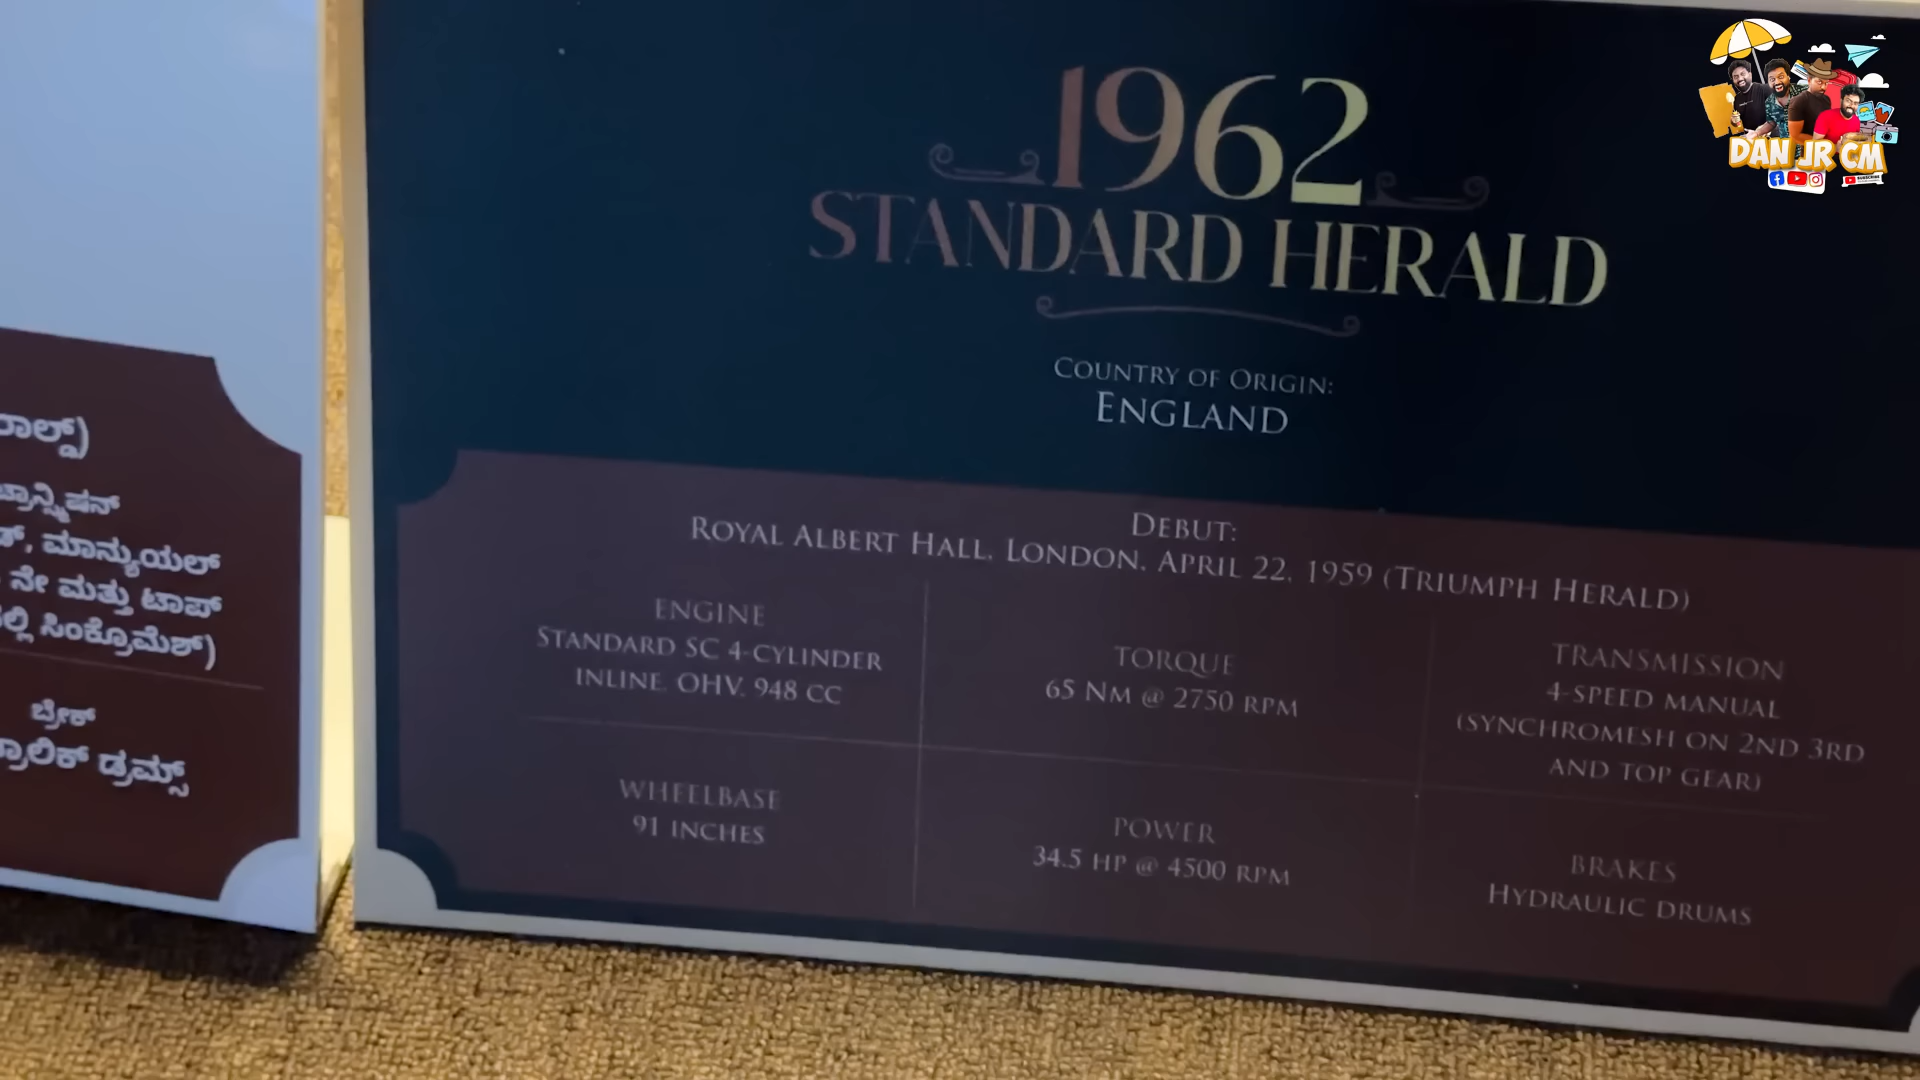 1962
STANDARD HERALD
COUNTRY OF ORIGIN:
ENGLAND
DEBUT:
ROYAL ALBERT HALL, LONDON, APRIL 22, 1959 (TRIUMPH HERALD)
ENGINE
STANDARD SC 4-CYLINDER
INLINE, OHV, 948 CC
TORQUE
65 NM @ 2750 RPM
TRANSMISSION
4-SPEED MANUAL
(SYNCHROMESH ON 2ND 3RD
AND TOP GEAR)
WHEELBASE
91 INCHES
POWER
34.5 HP @ 4500 RPM
BRAKES
HYDRAULIC DRUMS
ಮಾನ್ಯುಯಲ್
ನೇ ಮತ್ತು ಟಾಪ್
ಸಿಂಕ್ರೊಮೆಶ್)
ಬ್ರೇಕ್
ಡ್ರಮ್ಸ್
DAN JR CM